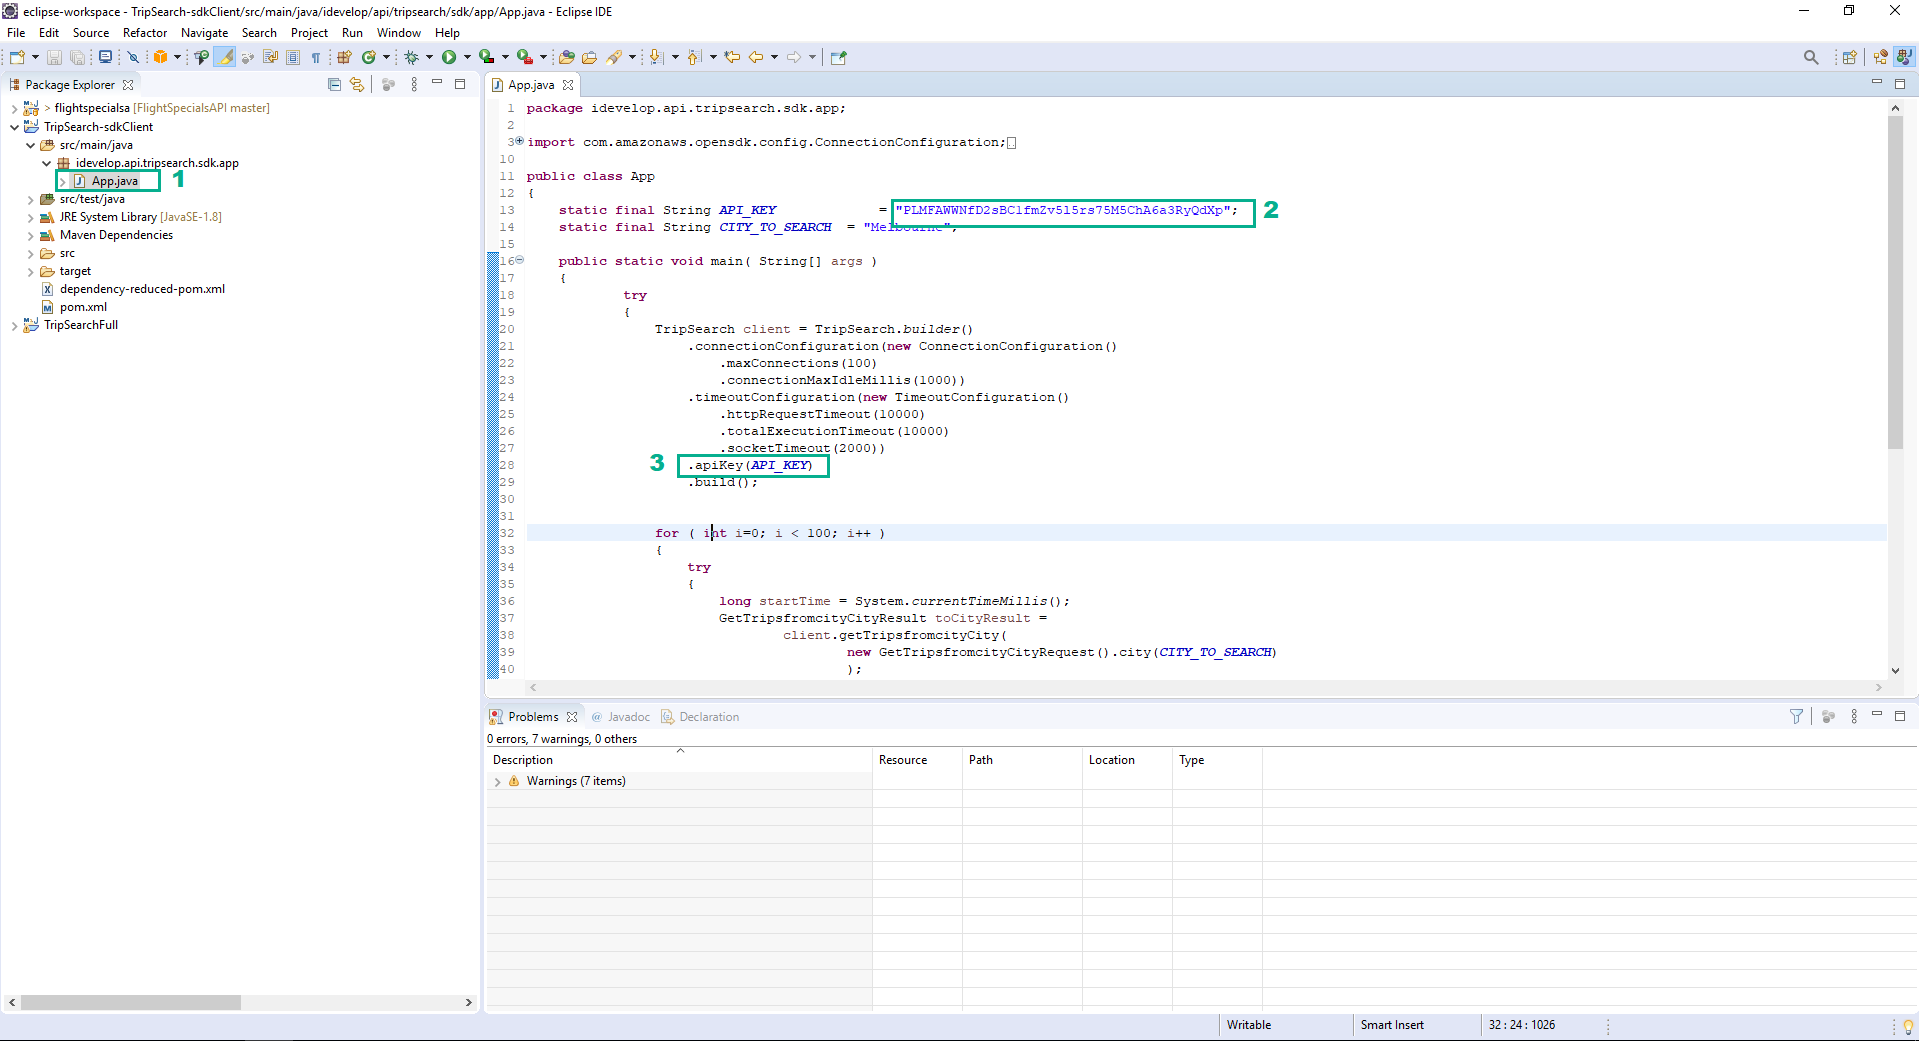 eclipse-workspace - TripSearch-sdkClient/src/main/java/idevelop/api/tripsearch/sdk/app/App.java - Eclipse IDE
File Edit Source Refactor Navigate Search Project Run Window Help
Package Explorer
> flightspecialsa [FlightSpecialsAPI master]
TripSearch-sdkClient
src/main/java
idevelop.api.tripsearch.sdk.app
App.java 1
src/test/java
JRE System Library [JavaSE-1.8]
Maven Dependencies
src
target
dependency-reduced-pom.xml
pom.xml
TripSearchFull
App.java
1 package idevelop.api.tripsearch.sdk.app;
2
3 import com.amazonaws.opensdk.config.ConnectionConfiguration;
10
11 public class App
12 {
13 static final String API_KEY = "PLMFAWWNfD2sBClfmZv5l5rs75M5ChA6a3RyQdXp"; 2
14 static final String CITY_TO_SEARCH = "Melbourne";
15
16 public static void main( String[] args )
17 {
18 try
19 {
20 TripSearch client = TripSearch.builder()
21 .connectionConfiguration(new ConnectionConfiguration()
22 .maxConnections(100)
23 .connectionMaxIdleMillis(1000))
24 .timeoutConfiguration(new TimeoutConfiguration()
25 .httpRequestTimeout(10000)
26 .totalExecutionTimeout(10000)
27 .socketTimeout(2000))
3 28 .apiKey(API_KEY)
29 .build();
30
31
32 for ( int i=0; i < 100; i++ )
33 {
34 try
35 {
36 long startTime = System.currentTimeMillis();
37 GetTripsfromcityCityResult toCityResult =
38 client.getTripsfromcityCity(
39 new GetTripsfromcityCityRequest().city(CITY_TO_SEARCH)
40 );
Problems @ Javadoc Declaration
0 errors, 7 warnings, 0 others
Description Resource Path Location Type
Warnings (7 items)
Writable Smart Insert 32 : 24 : 1026